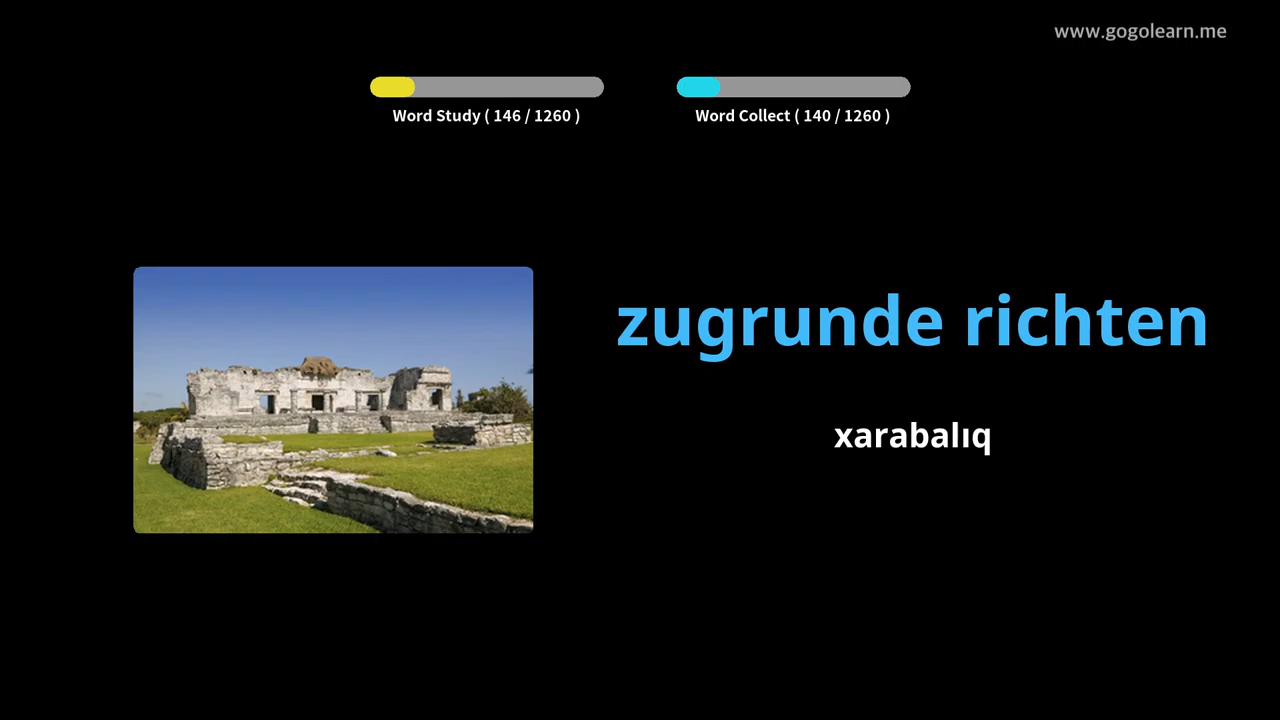 www.gogolearn.me
Word Study ( 146 / 1260 )
Word Collect ( 140 / 1260 )
zugrunde richten
xarabalıq